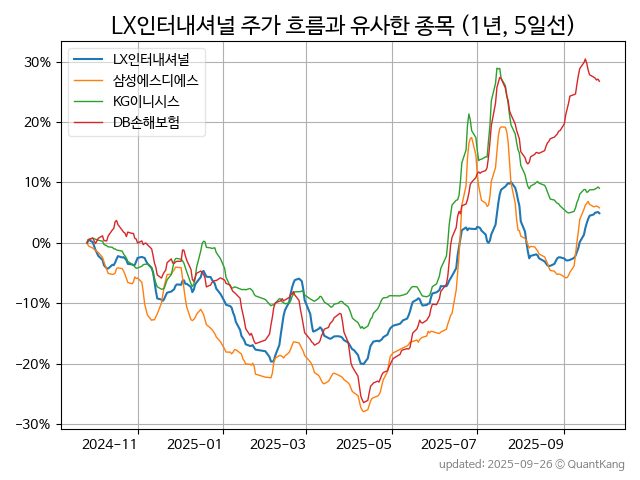 LX인터내셔널 주가 흐름과 유사한 종목 (1년, 5일선)
LX인터내셔널
삼성에스디에스
KG이니시스
DB손해보험
30%
20%
10%
0%
−10%
−20%
−30%
2024-11
2025-01
2025-03
2025-05
2025-07
2025-09
updated: 2025-09-26 © QuantKang